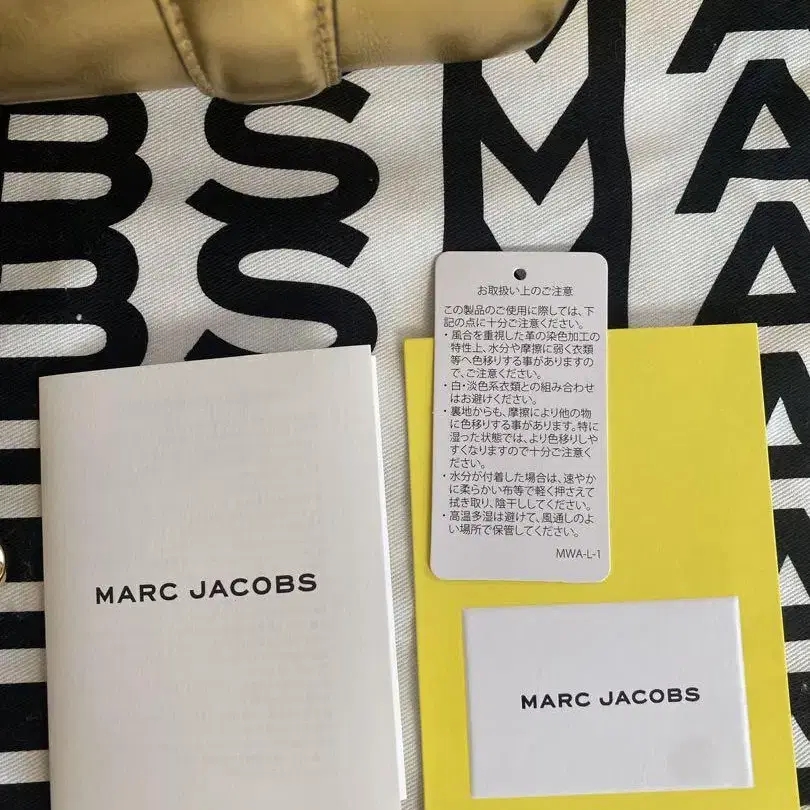 BSMA
BSMA
お取扱い上のご注意
この製品のご使用に際しては、下
記の点に十分ご注意ください。
・風合を重視した革の染色加工の
特性上、水分や摩擦に弱く衣類
等へ色移りする事がありますの
で、ご注意ください。
・白・淡色系衣類との組み合わせ
はお避けください。
・裏地からも、摩擦により他の物
に色移りする事があります。特に
湿った状態では、より色移りしや
すくなりますので十分ご注意く
ださい。
・水分が付着した場合は、速やか
に柔らかい布等で軽く押さえて
拭き取り、陰干ししてください。
・高温多湿は避けて、風通しのよ
い場所で保管してください。
MWA-L-1
MARC JACOBS
MARC JACOBS